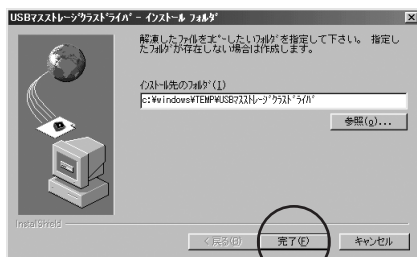 USBマスストレージクラスドライバ - インストール フォルダ
解凍したファイルをコピーしたいフォルダを指定して下さい。 指定し
たフォルダが存在しない場合は作成します。
インストール先のフォルダ(I)
c:¥windows¥TEMP¥USBマスストレージクラスドライバ
参照(o)...
InstallShield
< 戻る(B)
完了(F)
キャンセル